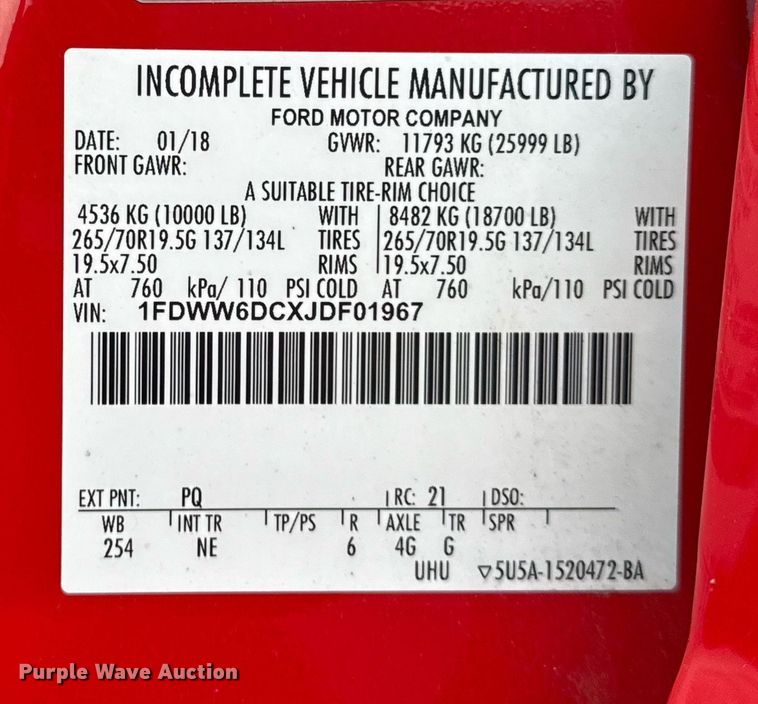 INCOMPLETE VEHICLE MANUFACTURED BY
FORD MOTOR COMPANY
DATE: 01/18 GVWR: 11793 KG (25999 LB)
FRONT GAWR: REAR GAWR:
A SUITABLE TIRE-RIM CHOICE
4536 KG (10000 LB) WITH 8482 KG (18700 LB) WITH
265/70R19.5G 137/134L TIRES 265/70R19.5G 137/134L TIRES
19.5x7.50 RIMS 19.5x7.50 RIMS
AT 760 kPa/ 110 PSI COLD AT 760 kPa/110 PSI COLD
VIN: 1FDWW6DCXJDF01967
EXT PNT: PQ RC: 21 DSO:
WB INT TR TP/PS R AXLE TR SPR
254 NE 6 4G G
UHU ▽5U5A-1520472-BA
Purple Wave Auction